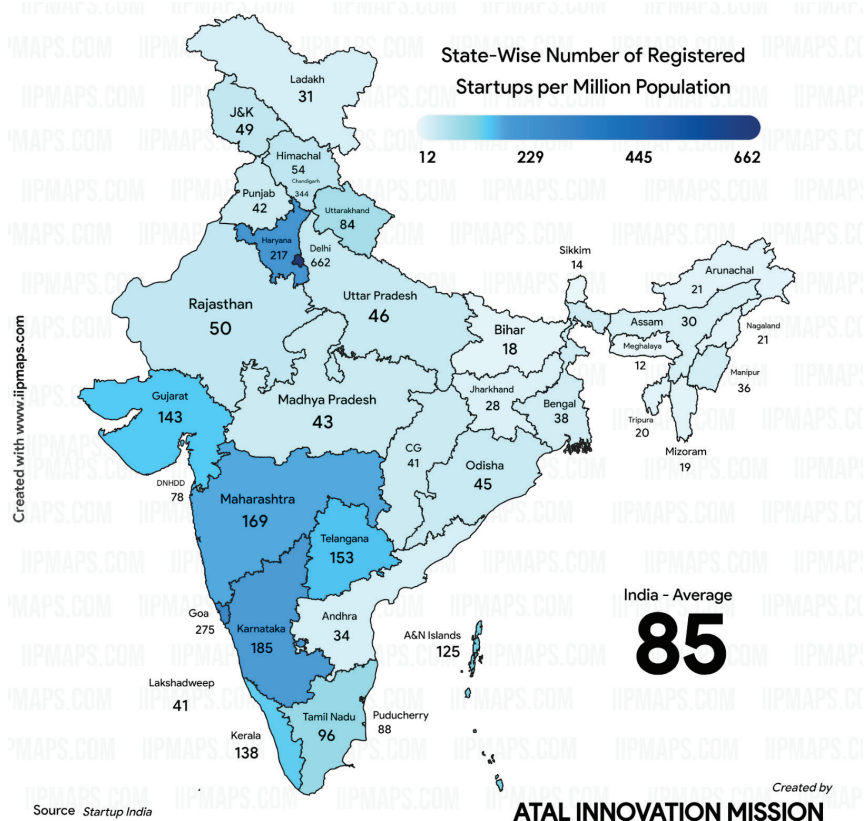 State-Wise Number of Registered
Startups per Million Population
12 229 445 662
Ladakh
31
J&K
49
Himachal
54
Chandigarh
344
Punjab
42
Uttarakhand
84
Haryana
217
Delhi
662
Rajasthan
50
Uttar Pradesh
46
Bihar
18
Sikkim
14
Arunachal
21
Assam 30
Nagaland
21
Meghalaya
12
Manipur
36
Tripura
20
Mizoram
19
Gujarat
143
Madhya Pradesh
43
Jharkhand
28
Bengal
38
CG
41
Odisha
45
DNHDD
78
Maharashtra
169
Telangana
153
Goa
275
Karnataka
185
Andhra
34
A&N Islands
125
India - Average
85
Lakshadweep
41
Kerala
138
Tamil Nadu
96
Puducherry
88
Created with www.iipmaps.com
Source Startup India
Created by
ATAL INNOVATION MISSION
IIPMAPS.COM